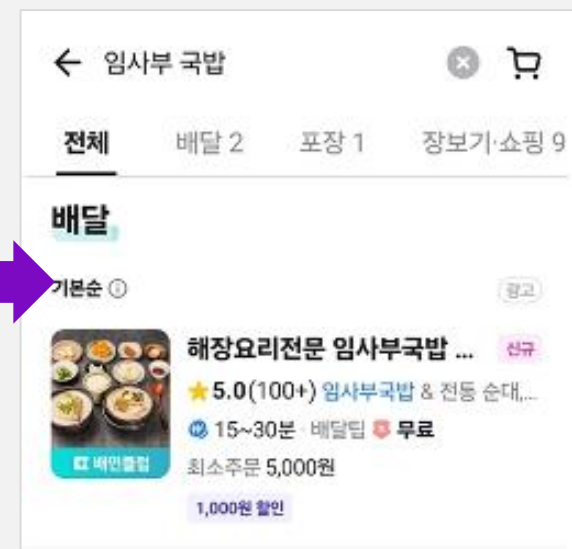 임사부 국밥
전체 배달 2 포장 1 장보기·쇼핑 9
배달
기본순 광고
해장요리전문 임사부국밥 ... 신규
5.0(100+) 임사부국밥 & 전통 순대,...
15~30분 · 배달팁 무료
배민클럽
최소주문 5,000원
1,000원 할인